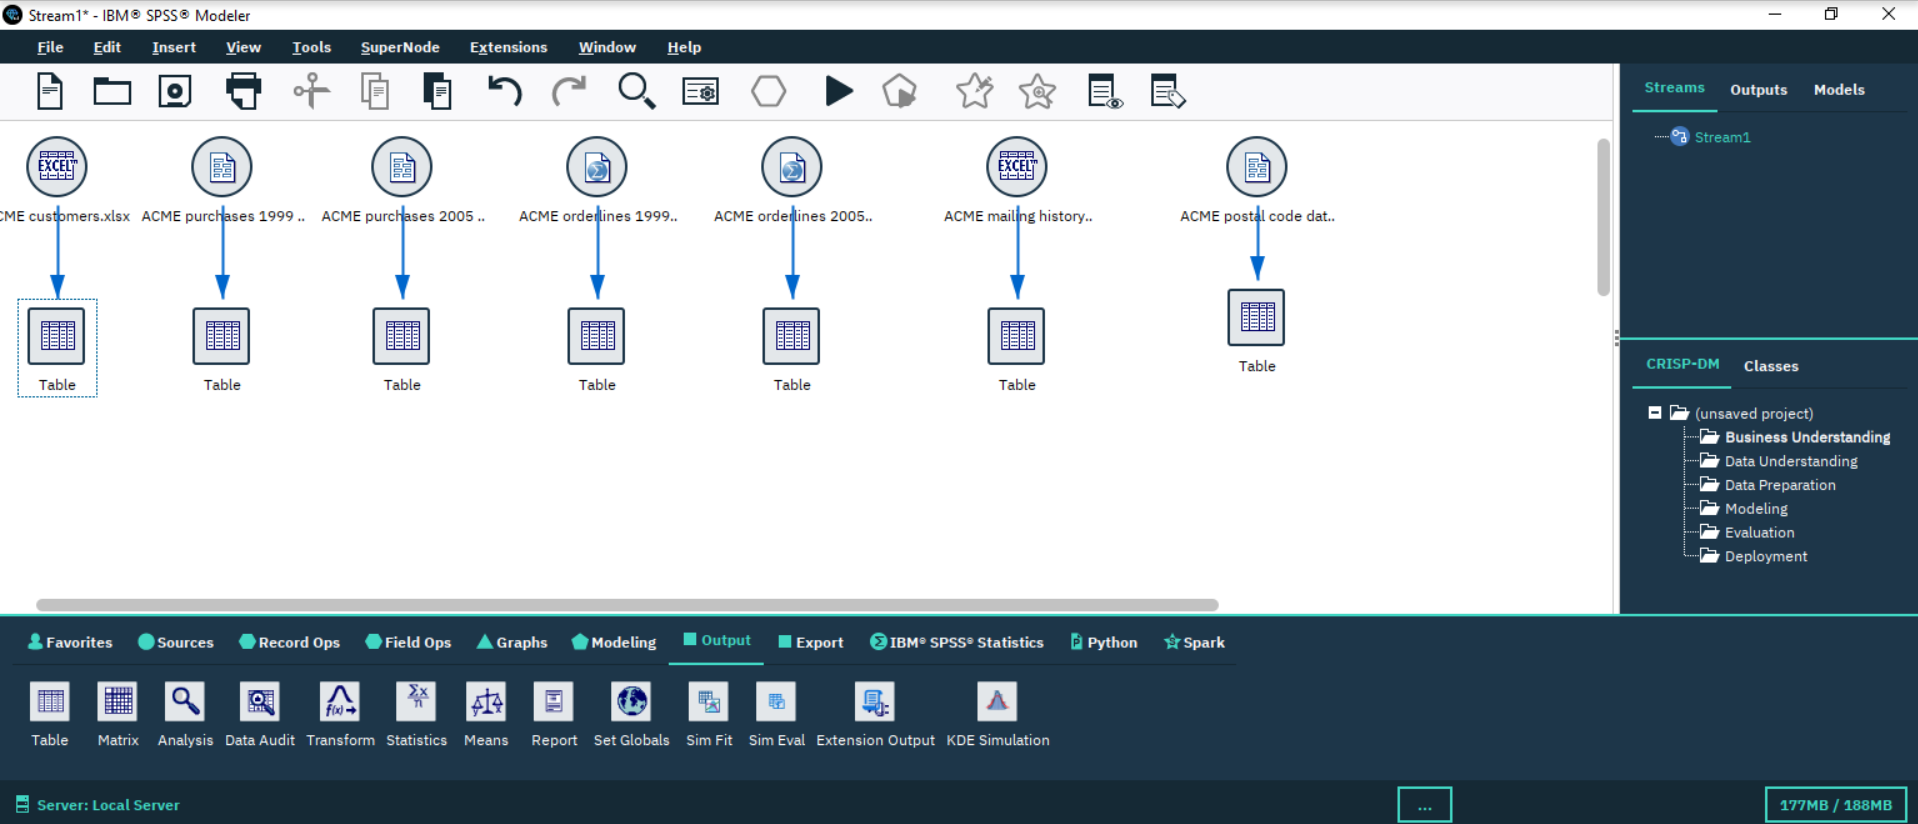 Stream1* - IBM® SPSS® Modeler
File Edit Insert View Tools SuperNode Extensions Window Help
Streams Outputs Models
Stream1
EXCEL™ EXCEL™
CME customers.xlsx ACME purchases 1999 .. ACME purchases 2005 .. ACME orderlines 1999.. ACME orderlines 2005.. ACME mailing history.. ACME postal code dat..
Table Table Table Table Table Table Table
CRISP-DM Classes
(unsaved project)
Business Understanding
Data Understanding
Data Preparation
Modeling
Evaluation
Deployment
Favorites Sources Record Ops Field Ops Graphs Modeling Output Export IBM® SPSS® Statistics Python Spark
Table Matrix Analysis Data Audit Transform Statistics Means Report Set Globals Sim Fit Sim Eval Extension Output KDE Simulation
Server: Local Server ... 177MB / 188MB